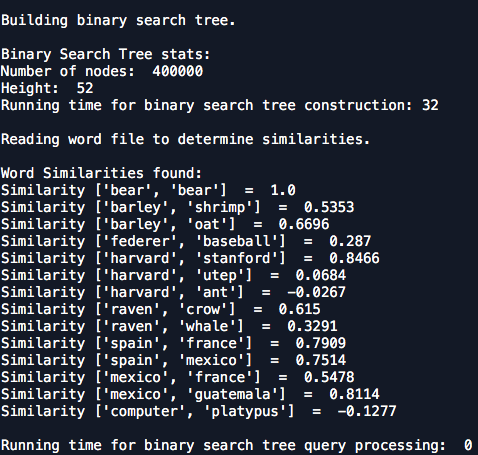 Building binary search tree.
Binary Search Tree stats:
Number of nodes:  400000
Height:  52
Running time for binary search tree construction: 32
Reading word file to determine similarities.
Word Similarities found:
Similarity ['bear', 'bear']  =  1.0
Similarity ['barley', 'shrimp']  =  0.5353
Similarity ['barley', 'oat']  =  0.6696
Similarity ['federer', 'baseball']  =  0.287
Similarity ['harvard', 'stanford']  =  0.8466
Similarity ['harvard', 'utep']  =  0.0684
Similarity ['harvard', 'ant']  =  -0.0267
Similarity ['raven', 'crow']  =  0.615
Similarity ['raven', 'whale']  =  0.3291
Similarity ['spain', 'france']  =  0.7909
Similarity ['spain', 'mexico']  =  0.7514
Similarity ['mexico', 'france']  =  0.5478
Similarity ['mexico', 'guatemala']  =  0.8114
Similarity ['computer', 'platypus']  =  -0.1277
Running time for binary search tree query processing:  0